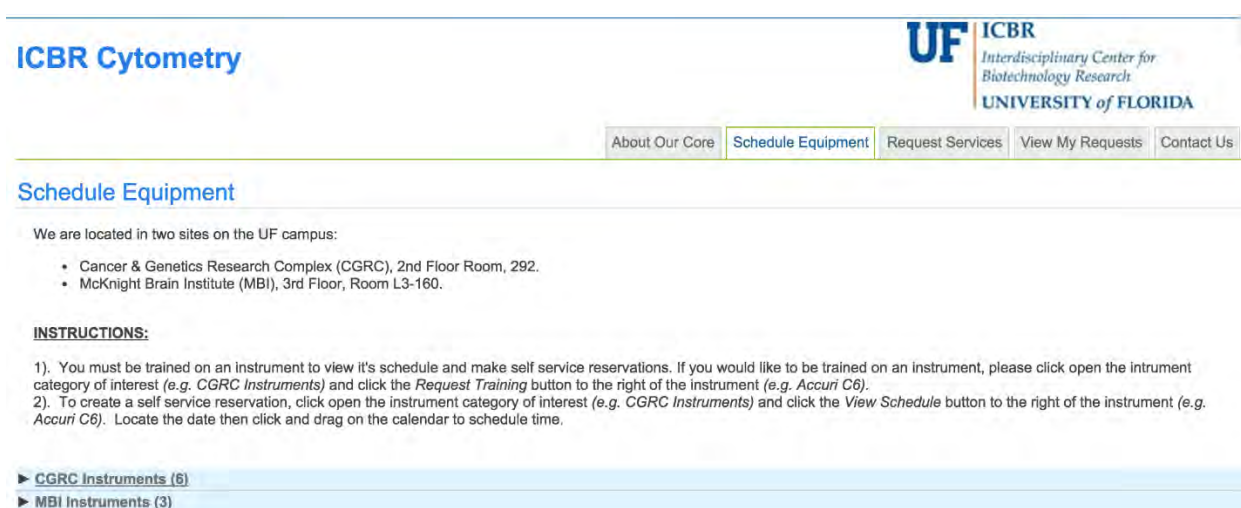 ICBR Cytometry
UF
ICBR
Interdisciplinary Center for
Biotechnology Research
UNIVERSITY of FLORIDA
About Our Core Schedule Equipment Request Services View My Requests Contact Us
Schedule Equipment
We are located in two sites on the UF campus:
• Cancer & Genetics Research Complex (CGRC), 2nd Floor Room, 292.
• McKnight Brain Institute (MBI), 3rd Floor, Room L3-160.
INSTRUCTIONS:
1). You must be trained on an instrument to view it's schedule and make self service reservations. If you would like to be trained on an instrument, please click open the intrument
category of interest (e.g. CGRC Instruments) and click the Request Training button to the right of the instrument (e.g. Accuri C6).
2). To create a self service reservation, click open the instrument category of interest (e.g. CGRC Instruments) and click the View Schedule button to the right of the instrument (e.g.
Accuri C6). Locate the date then click and drag on the calendar to schedule time.
► CGRC Instruments (6)
► MBI Instruments (3)